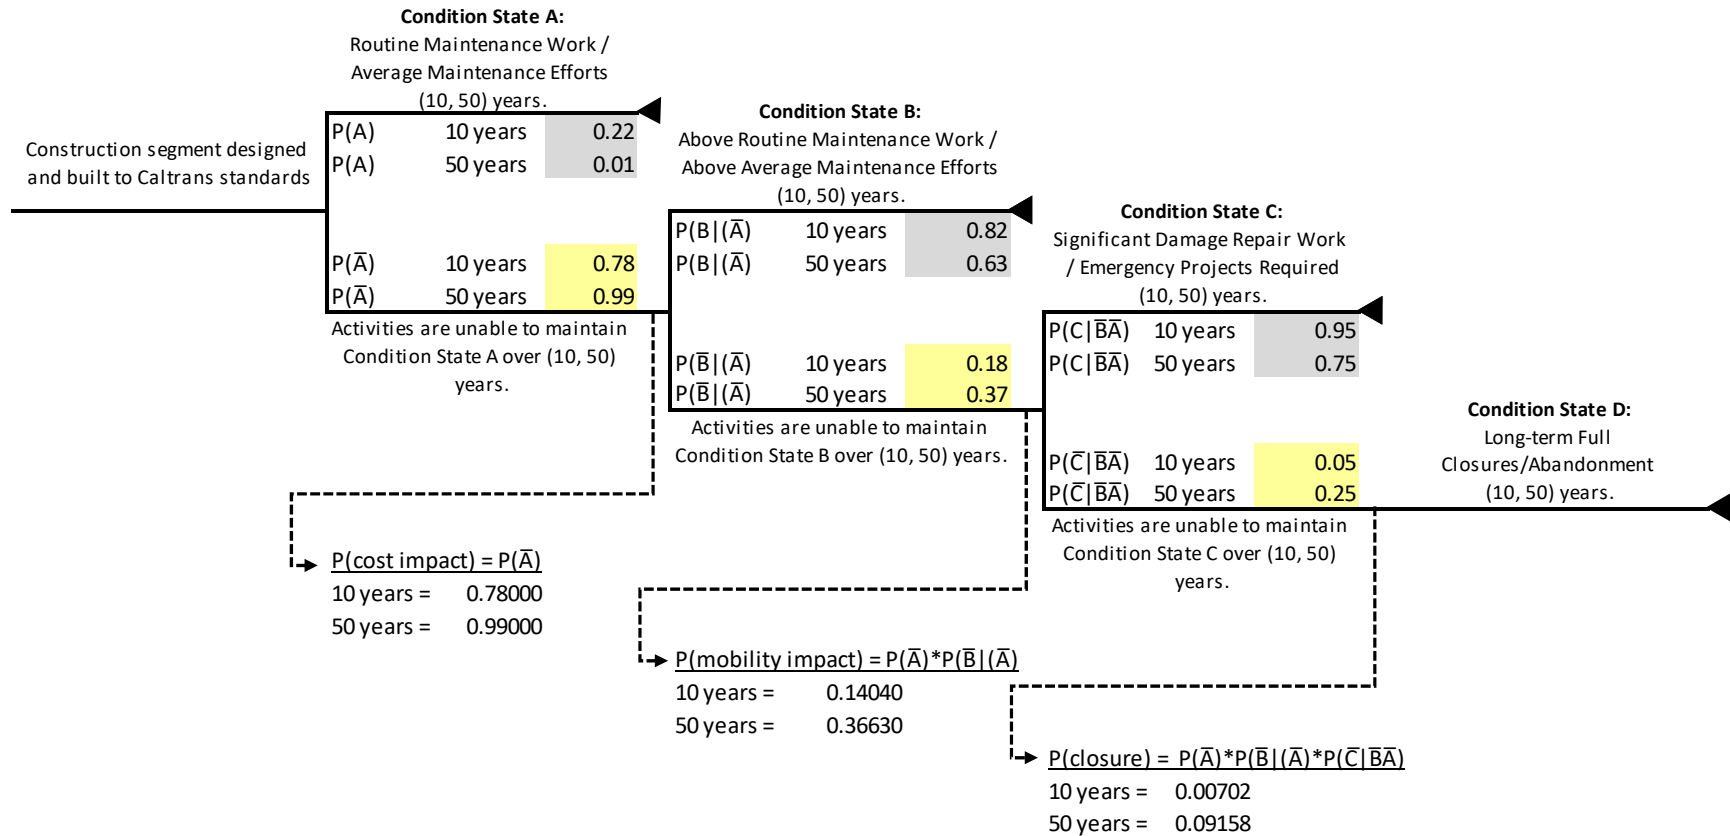 Condition State A:
Routine Maintenance Work /
Average Maintenance Efforts
(10, 50) years.
Construction segment designed
and built to Caltrans standards
P(A) 10 years 0.22
P(A) 50 years 0.01
P(A̅) 10 years 0.78
P(A̅) 50 years 0.99
Activities are unable to maintain
Condition State A over (10, 50)
years.
Condition State B:
Above Routine Maintenance Work /
Above Average Maintenance Efforts
(10, 50) years.
P(B|(A̅) 10 years 0.82
P(B|(A̅) 50 years 0.63
P(B̅|(A̅) 10 years 0.18
P(B̅|(A̅) 50 years 0.37
Activities are unable to maintain
Condition State B over (10, 50) years.
Condition State C:
Significant Damage Repair Work
/ Emergency Projects Required
(10, 50) years.
P(C|B̅A̅) 10 years 0.95
P(C|B̅A̅) 50 years 0.75
P(C̅|B̅A̅) 10 years 0.05
P(C̅|B̅A̅) 50 years 0.25
Activities are unable to maintain
Condition State C over (10, 50)
years.
Condition State D:
Long-term Full
Closures/Abandonment
(10, 50) years.
P(cost impact) = P(A̅)
10 years = 0.78000
50 years = 0.99000
P(mobility impact) = P(A̅)*P(B̅|(A̅)
10 years = 0.14040
50 years = 0.36630
P(closure) = P(A̅)*P(B̅|(A̅)*P(C̅|B̅A̅)
10 years = 0.00702
50 years = 0.09158